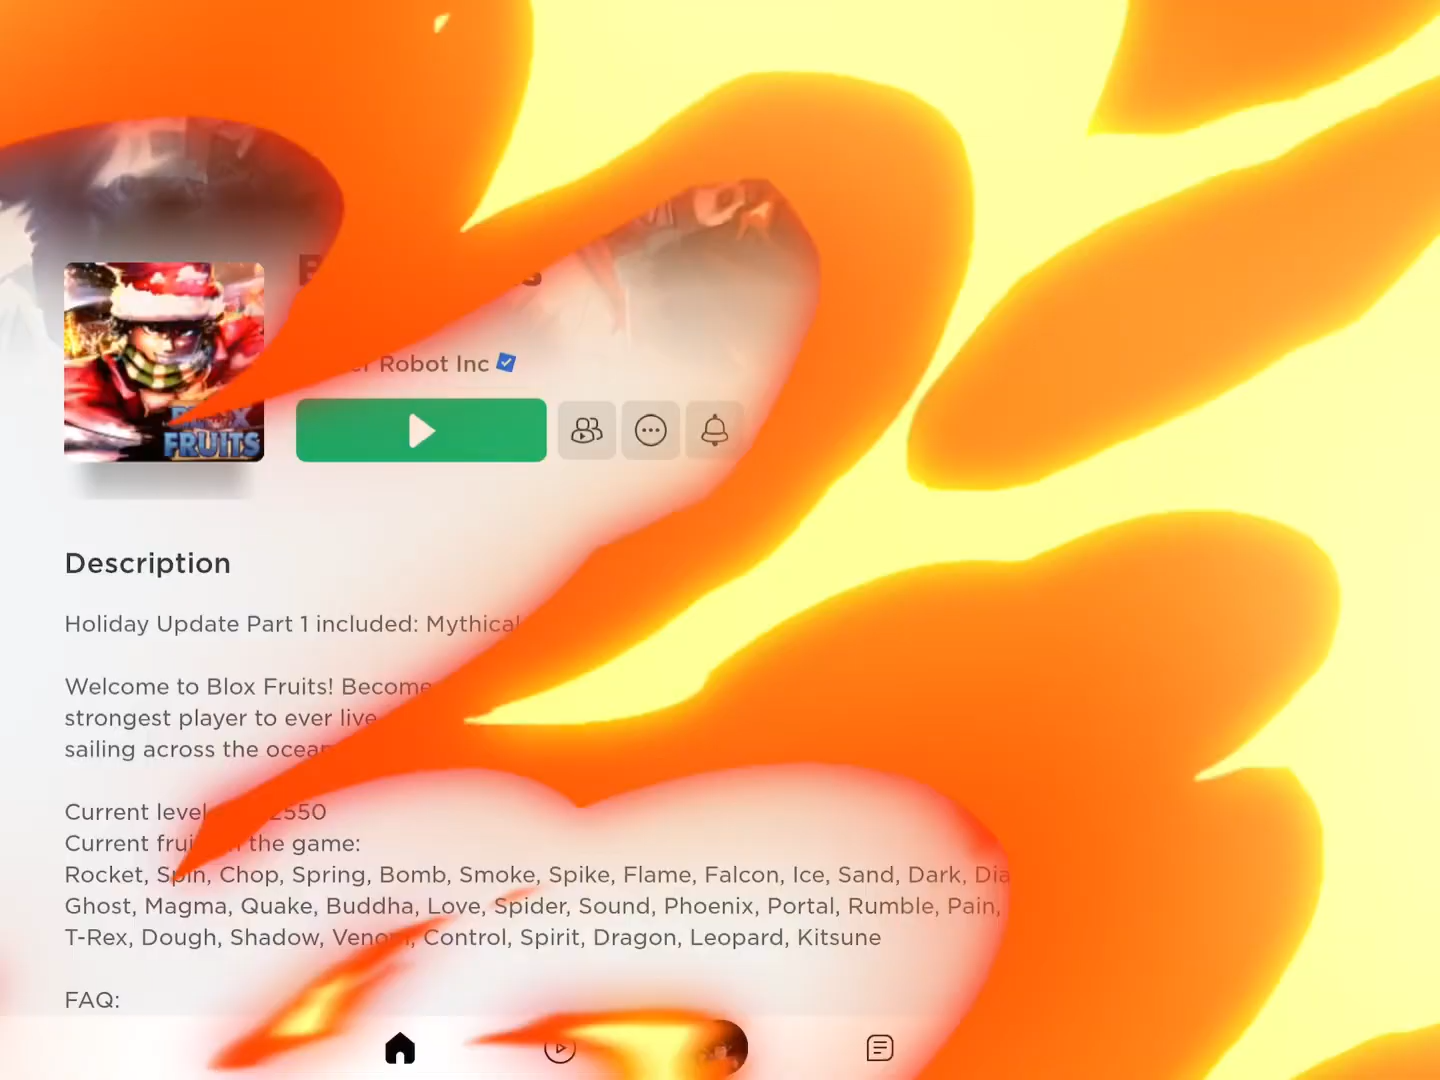 Robot Inc
BLOX
FRUITS
Description
Holiday Update Part 1 included: Mythical
Welcome to Blox Fruits! Become
strongest player to ever live
sailing across the ocean
Current level 2550
Current fruit the game:
Rocket, Spin, Chop, Spring, Bomb, Smoke, Spike, Flame, Falcon, Ice, Sand, Dark,
Ghost, Magma, Quake, Buddha, Love, Spider, Sound, Phoenix, Portal, Rumble, Pain,
T-Rex, Dough, Shadow, Venom, Control, Spirit, Dragon, Leopard, Kitsune
FAQ: